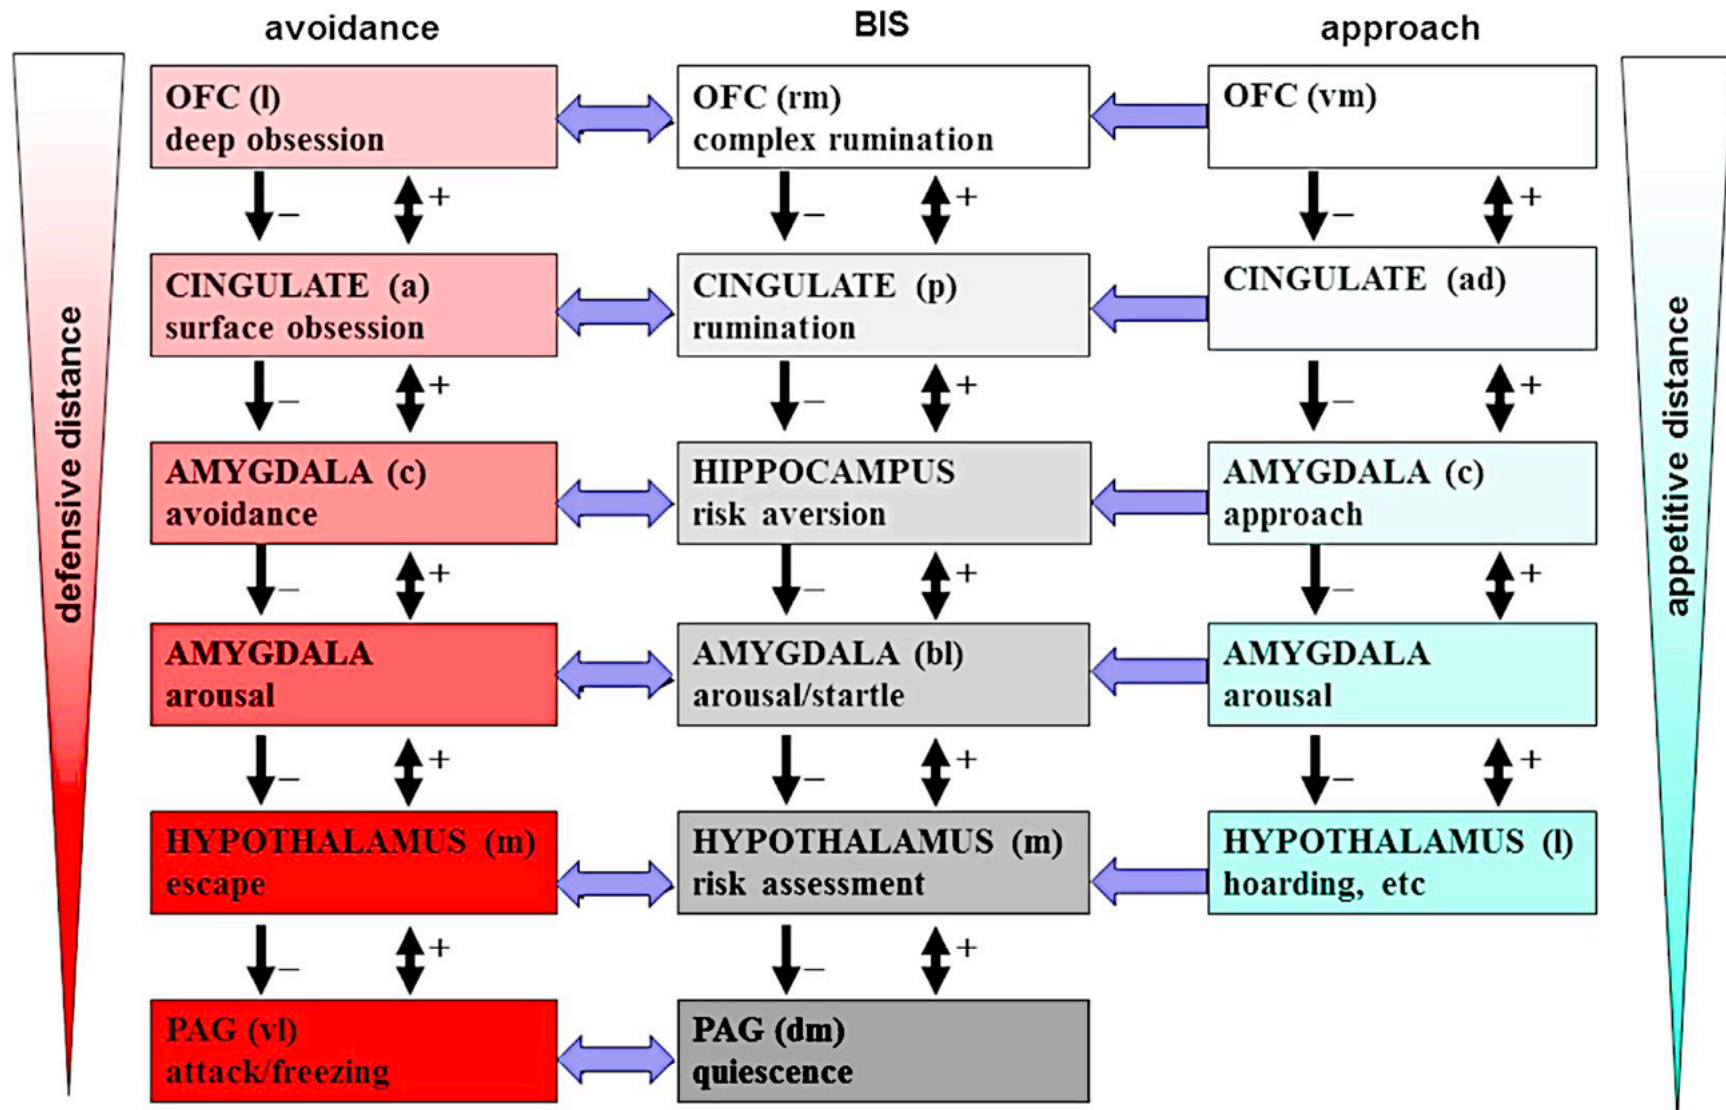 avoidance
BIS
approach
OFC (l)
deep obsession
OFC (rm)
complex rumination
OFC (vm)
– +
– +
– +
CINGULATE (a)
surface obsession
CINGULATE (p)
rumination
CINGULATE (ad)
– +
– +
– +
AMYGDALA (c)
avoidance
HIPPOCAMPUS
risk aversion
AMYGDALA (c)
approach
– +
– +
– +
AMYGDALA
arousal
AMYGDALA (bl)
arousal/startle
AMYGDALA
arousal
– +
– +
– +
HYPOTHALAMUS (m)
escape
HYPOTHALAMUS (m)
risk assessment
HYPOTHALAMUS (l)
hoarding, etc
– +
– +
PAG (vl)
attack/freezing
PAG (dm)
quiescence
defensive distance
appetitive distance